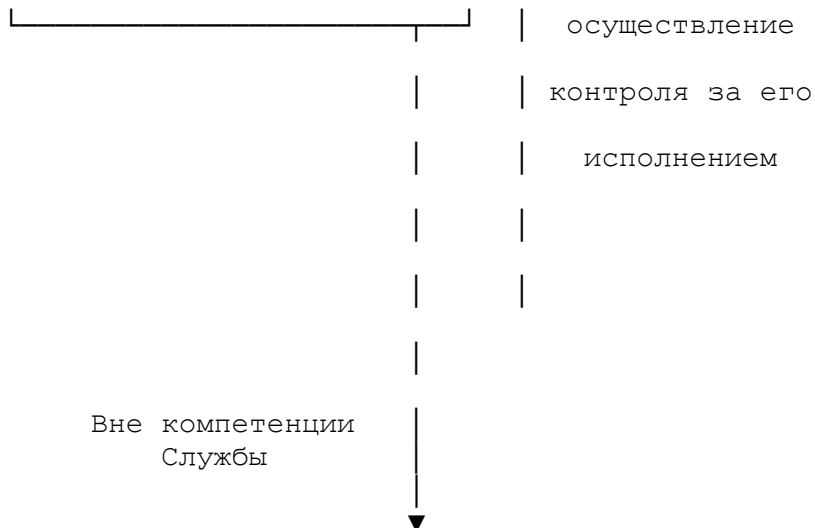 осуществление
контроля за его
исполнением
Вне компетенции
Службы